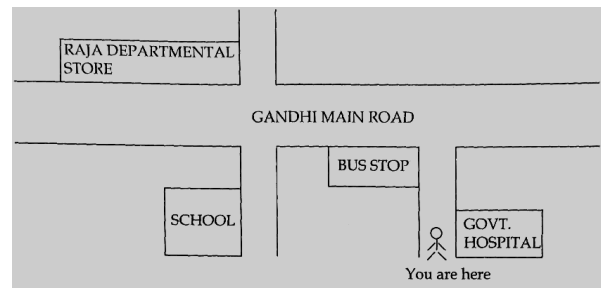 RAJA DEPARTMENTAL
STORE
GANDHI MAIN ROAD
BUS STOP
SCHOOL
GOVT.
HOSPITAL
You are here